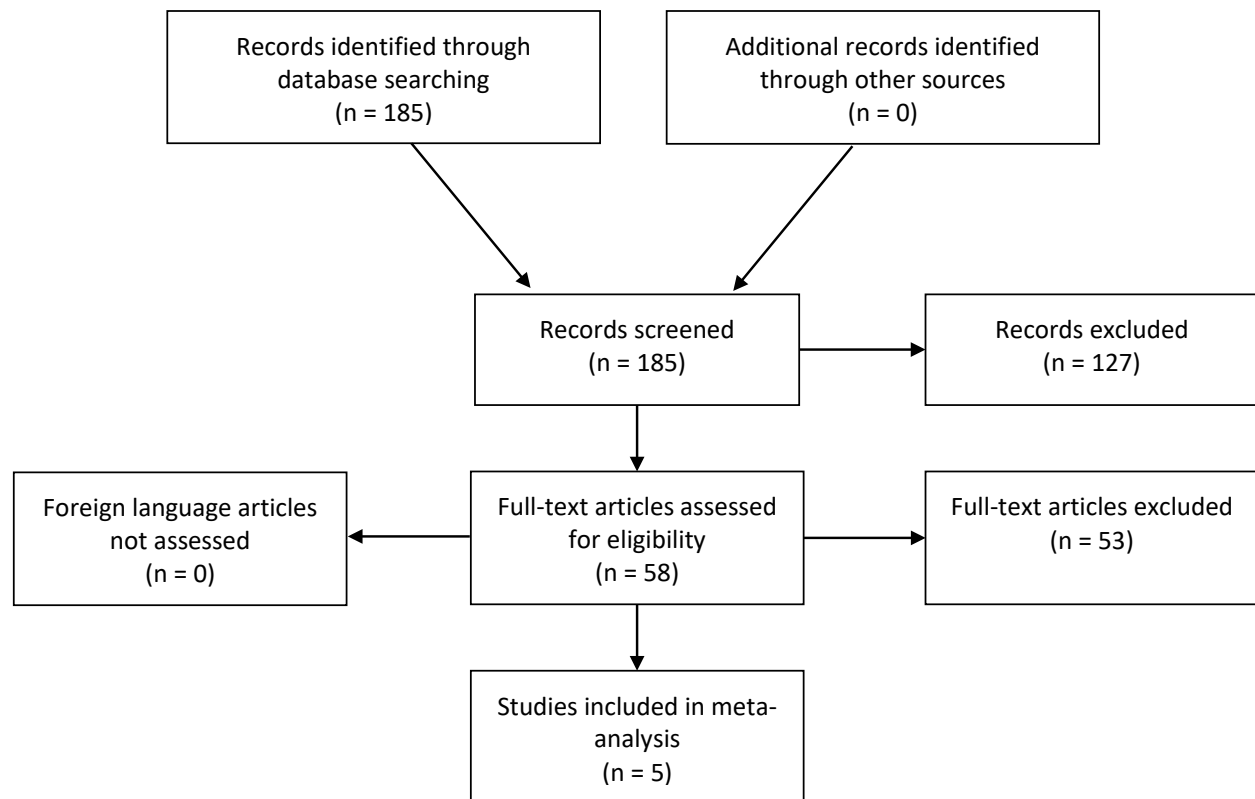 Records identified through
database searching
(n = 185)
Additional records identified
through other sources
(n = 0)
Records screened
(n = 185)
Records excluded
(n = 127)
Foreign language articles
not assessed
(n = 0)
Full-text articles assessed
for eligibility
(n = 58)
Full-text articles excluded
(n = 53)
Studies included in meta-
analysis
(n = 5)